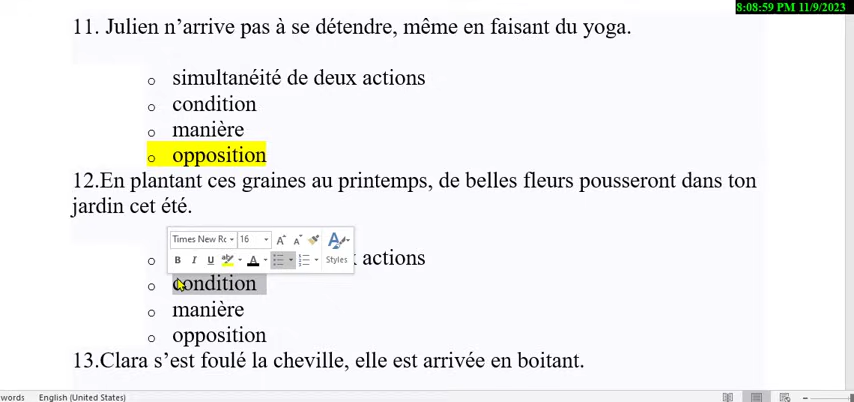 8:08:59 PM 11/9/2023
11. Julien n’arrive pas à se détendre, même en faisant du yoga.
o simultanéité de deux actions
o condition
o manière
o opposition
12.En plantant ces graines au printemps, de belles fleurs pousseront dans ton
jardin cet été.
Times New Rc 16
o actions
B I U ab A Styles
o condition
o manière
o opposition
13.Clara s’est foulé la cheville, elle est arrivée en boitant.
words English (United States)